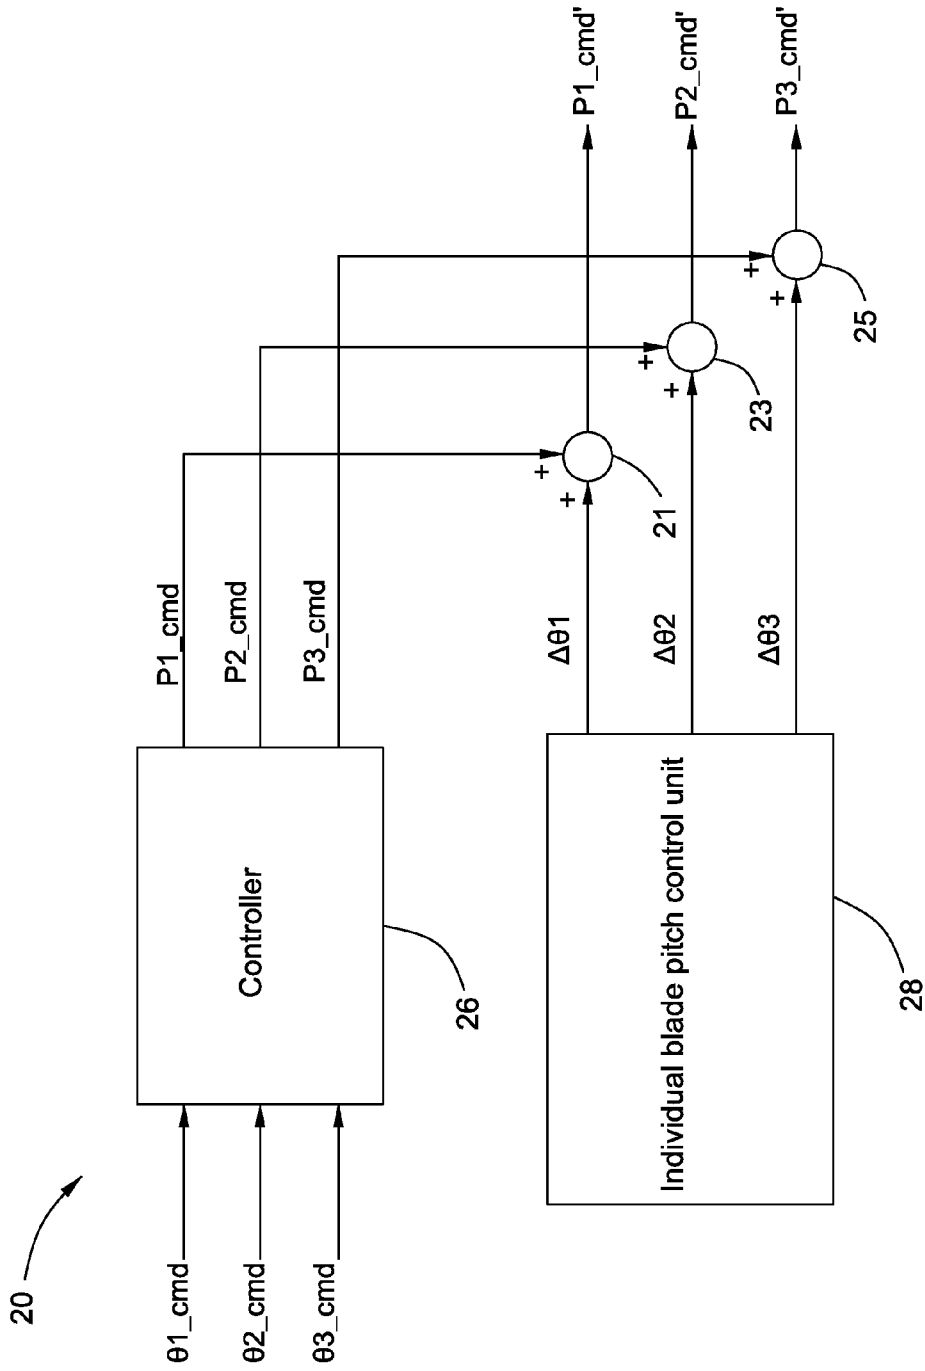 20
θ1_cmd
θ2_cmd
θ3_cmd
Controller
26
P1_cmd
P2_cmd
P3_cmd
Individual blade pitch control unit
28
Δθ1
Δθ2
Δθ3
+
+
21
+
+
23
+
+
25
P1_cmd'
P2_cmd'
P3_cmd'